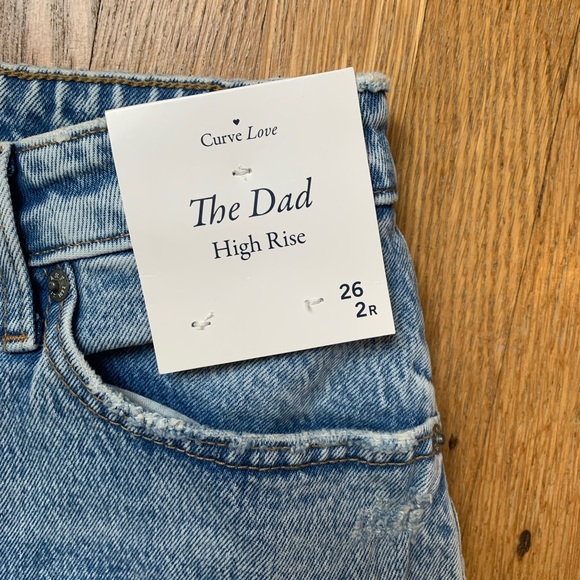 Curve Love
The Dad
High Rise
26
2R